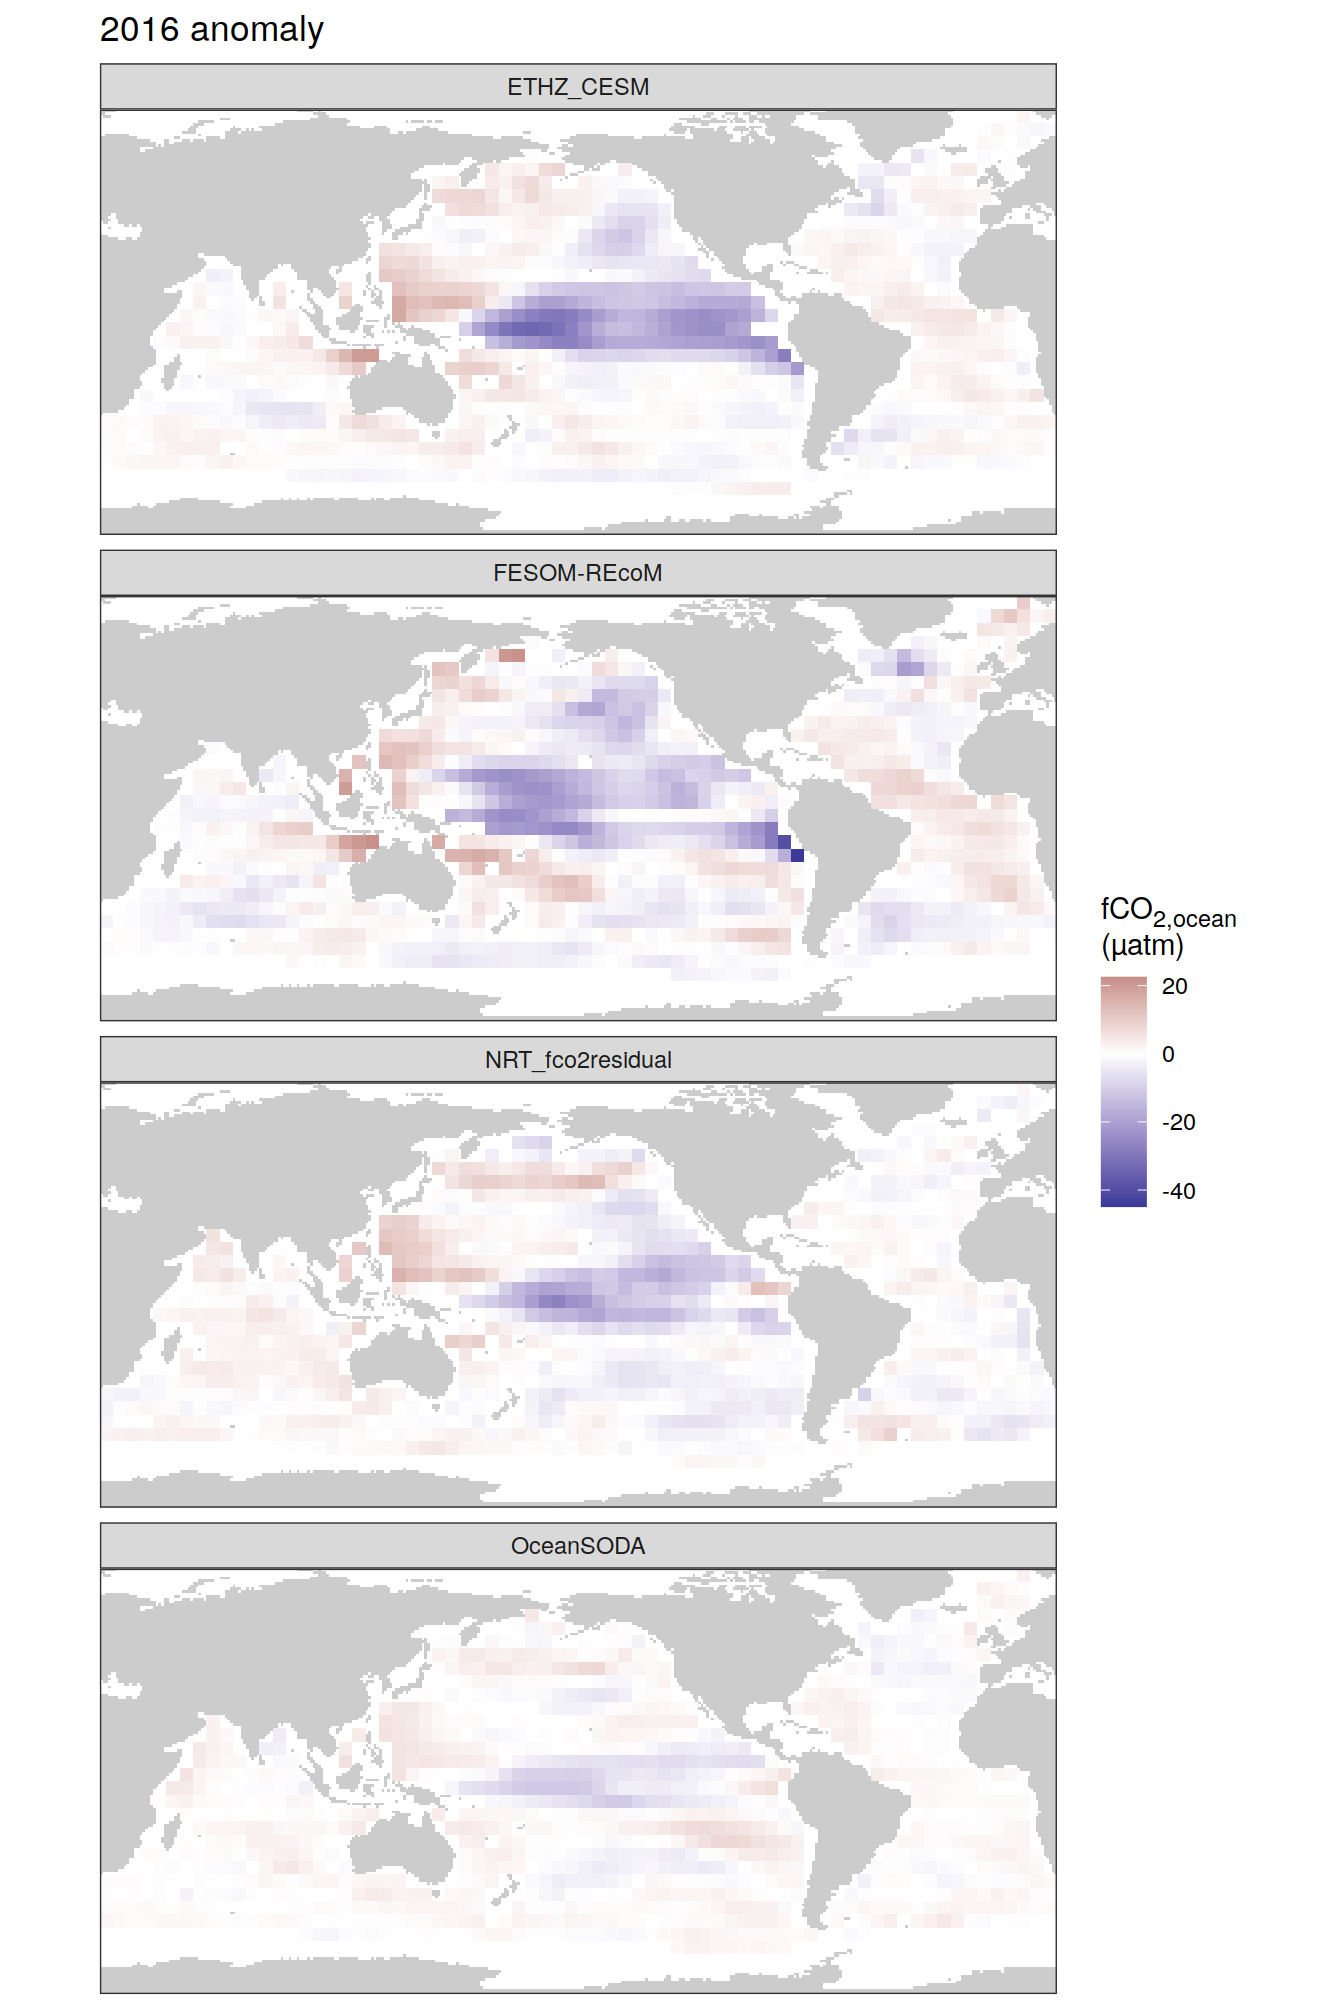 2016 anomaly
ETHZ_CESM
FESOM-REcoM
NRT_fco2residual
OceanSODA
fCO2,ocean
(µatm)
20
0
-20
-40